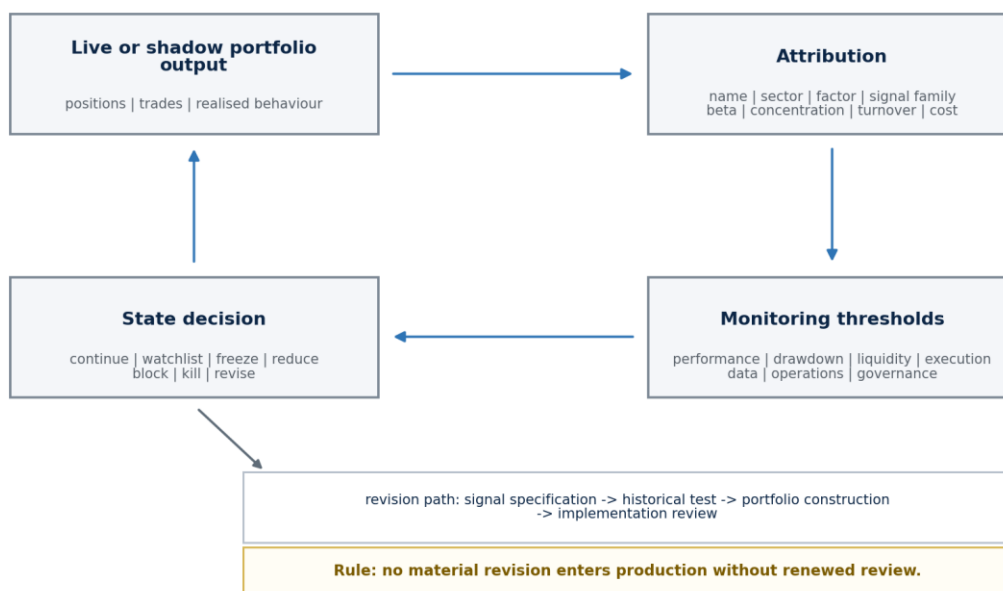 Live or shadow portfolio
output
positions | trades | realised behaviour
Attribution
name | sector | factor | signal family
beta | concentration | turnover | cost
State decision
continue | watchlist | freeze | reduce
block | kill | revise
Monitoring thresholds
performance | drawdown | liquidity | execution
data | operations | governance
revision path: signal specification -> historical test -> portfolio construction
-> implementation review
Rule: no material revision enters production without renewed review.